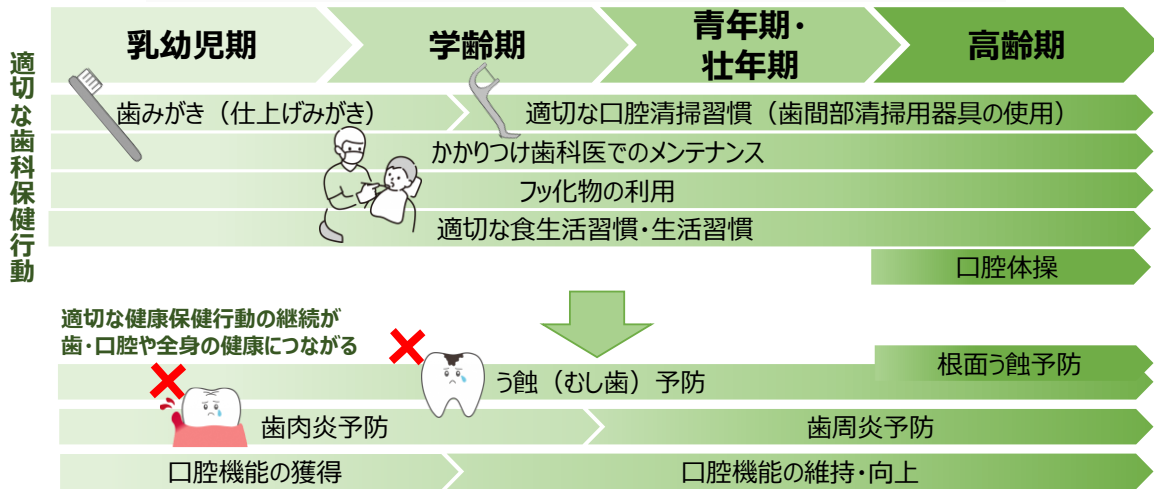 適切な歯科保健行動
乳幼児期
学齢期
青年期・
壮年期
高齢期
歯みがき（仕上げみがき）
適切な口腔清掃習慣（歯間部清掃用器具の使用）
かかりつけ歯科医でのメンテナンス
フッ化物の利用
適切な食生活習慣・生活習慣
口腔体操
適切な健康保健行動の継続が
歯・口腔や全身の健康につながる
う蝕（むし歯）予防
根面う蝕予防
歯肉炎予防
歯周炎予防
口腔機能の獲得
口腔機能の維持・向上